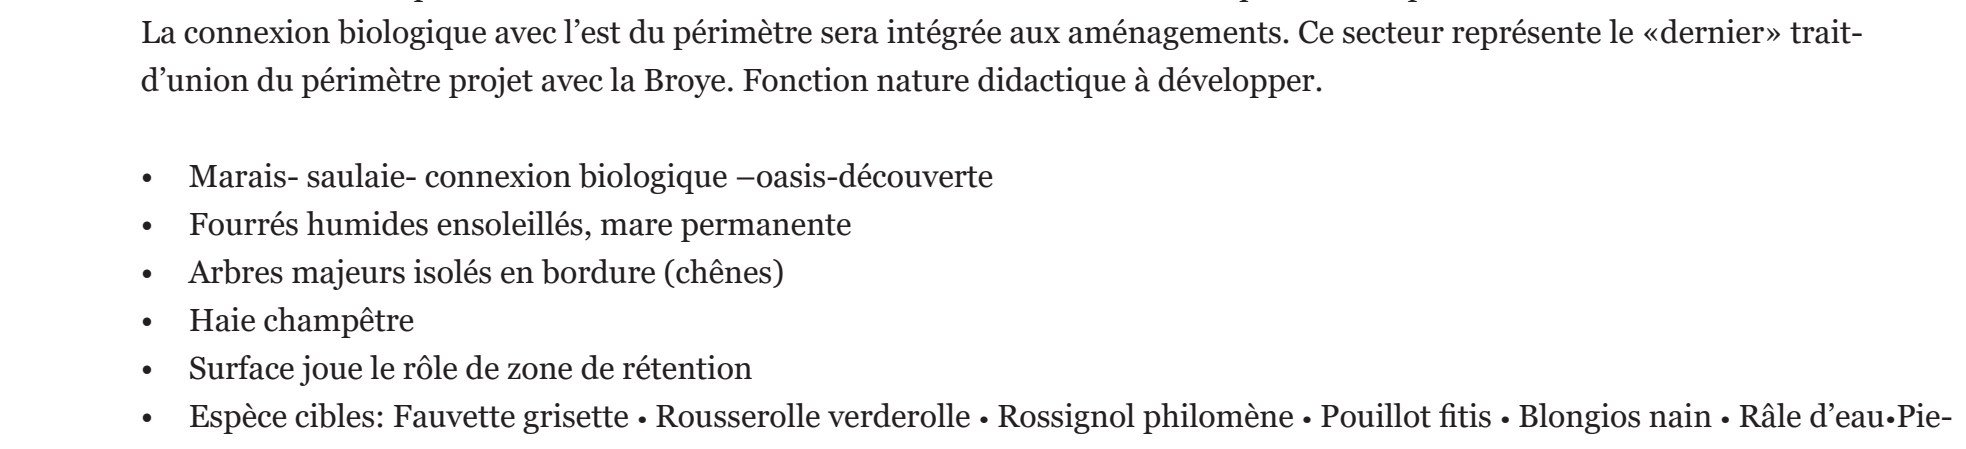 La connexion biologique avec l’est du périmètre sera intégrée aux aménagements. Ce secteur représente le «dernier» trait-
d’union du périmètre projet avec la Broye. Fonction nature didactique à développer.
• Marais- saulaie- connexion biologique –oasis-découverte
• Fourrés humides ensoleillés, mare permanente
• Arbres majeurs isolés en bordure (chênes)
• Haie champêtre
• Surface joue le rôle de zone de rétention
• Espèce cibles: Fauvette grisette • Rousserolle verderolle • Rossignol philomène • Pouillot fitis • Blongios nain • Râle d’eau•Pie-